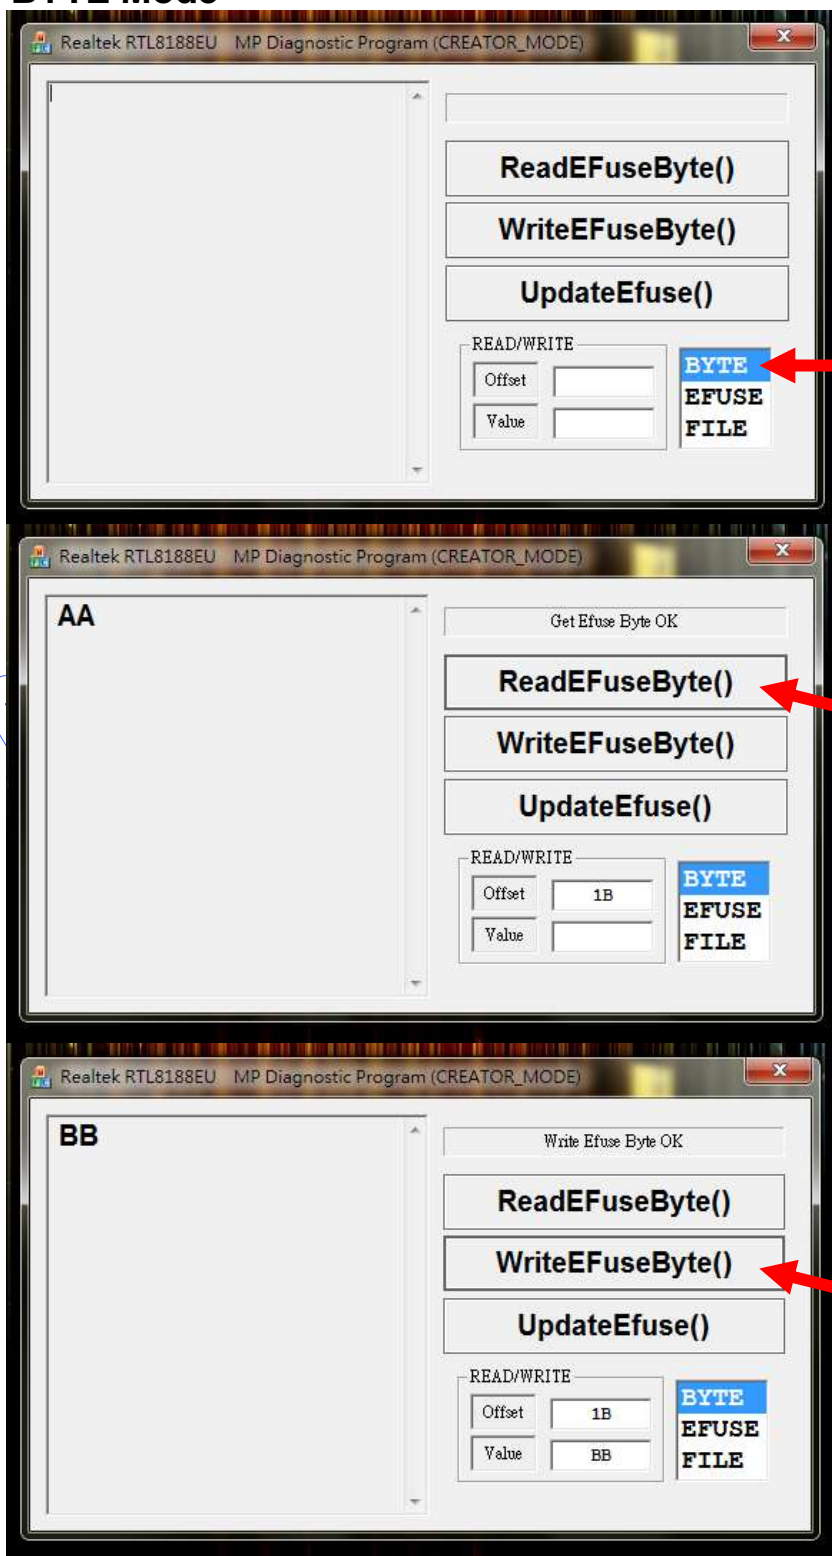 BYTE Mode
Realtek RTL8188EU MP Diagnostic Program (CREATOR_MODE)
ReadEFuseByte()
WriteEFuseByte()
UpdateEfuse()
READ/WRITE
Offset
Value
BYTE
EFUSE
FILE
Realtek RTL8188EU MP Diagnostic Program (CREATOR_MODE)
AA
Get Efuse Byte OK
ReadEFuseByte()
WriteEFuseByte()
UpdateEfuse()
READ/WRITE
Offset 1B
Value
BYTE
EFUSE
FILE
Realtek RTL8188EU MP Diagnostic Program (CREATOR_MODE)
BB
Write Efuse Byte OK
ReadEFuseByte()
WriteEFuseByte()
UpdateEfuse()
READ/WRITE
Offset 1B
Value BB
BYTE
EFUSE
FILE